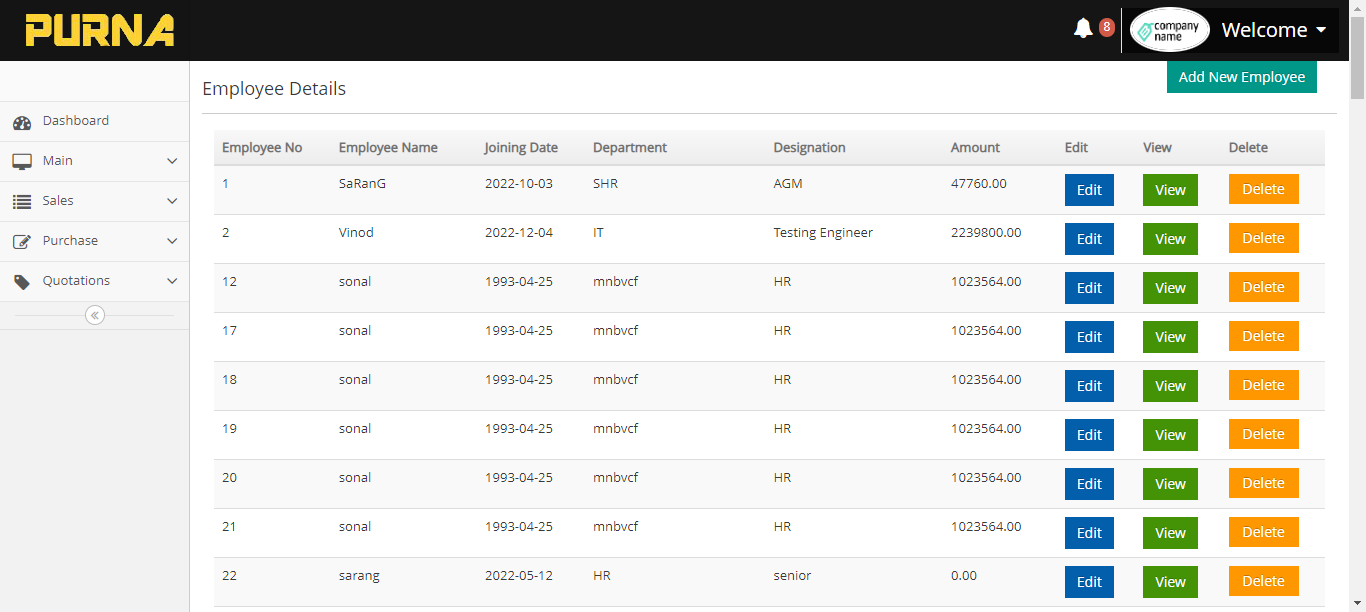 PURNA
8
company
name
Welcome
Add New Employee
Employee Details
Dashboard
Main
Sales
Purchase
Quotations
Employee No Employee Name Joining Date Department Designation Amount Edit View Delete
1 SaRanG 2022-10-03 SHR AGM 47760.00 Edit View Delete
2 Vinod 2022-12-04 IT Testing Engineer 2239800.00 Edit View Delete
12 sonal 1993-04-25 mnbvcf HR 1023564.00 Edit View Delete
17 sonal 1993-04-25 mnbvcf HR 1023564.00 Edit View Delete
18 sonal 1993-04-25 mnbvcf HR 1023564.00 Edit View Delete
19 sonal 1993-04-25 mnbvcf HR 1023564.00 Edit View Delete
20 sonal 1993-04-25 mnbvcf HR 1023564.00 Edit View Delete
21 sonal 1993-04-25 mnbvcf HR 1023564.00 Edit View Delete
22 sarang 2022-05-12 HR senior 0.00 Edit View Delete